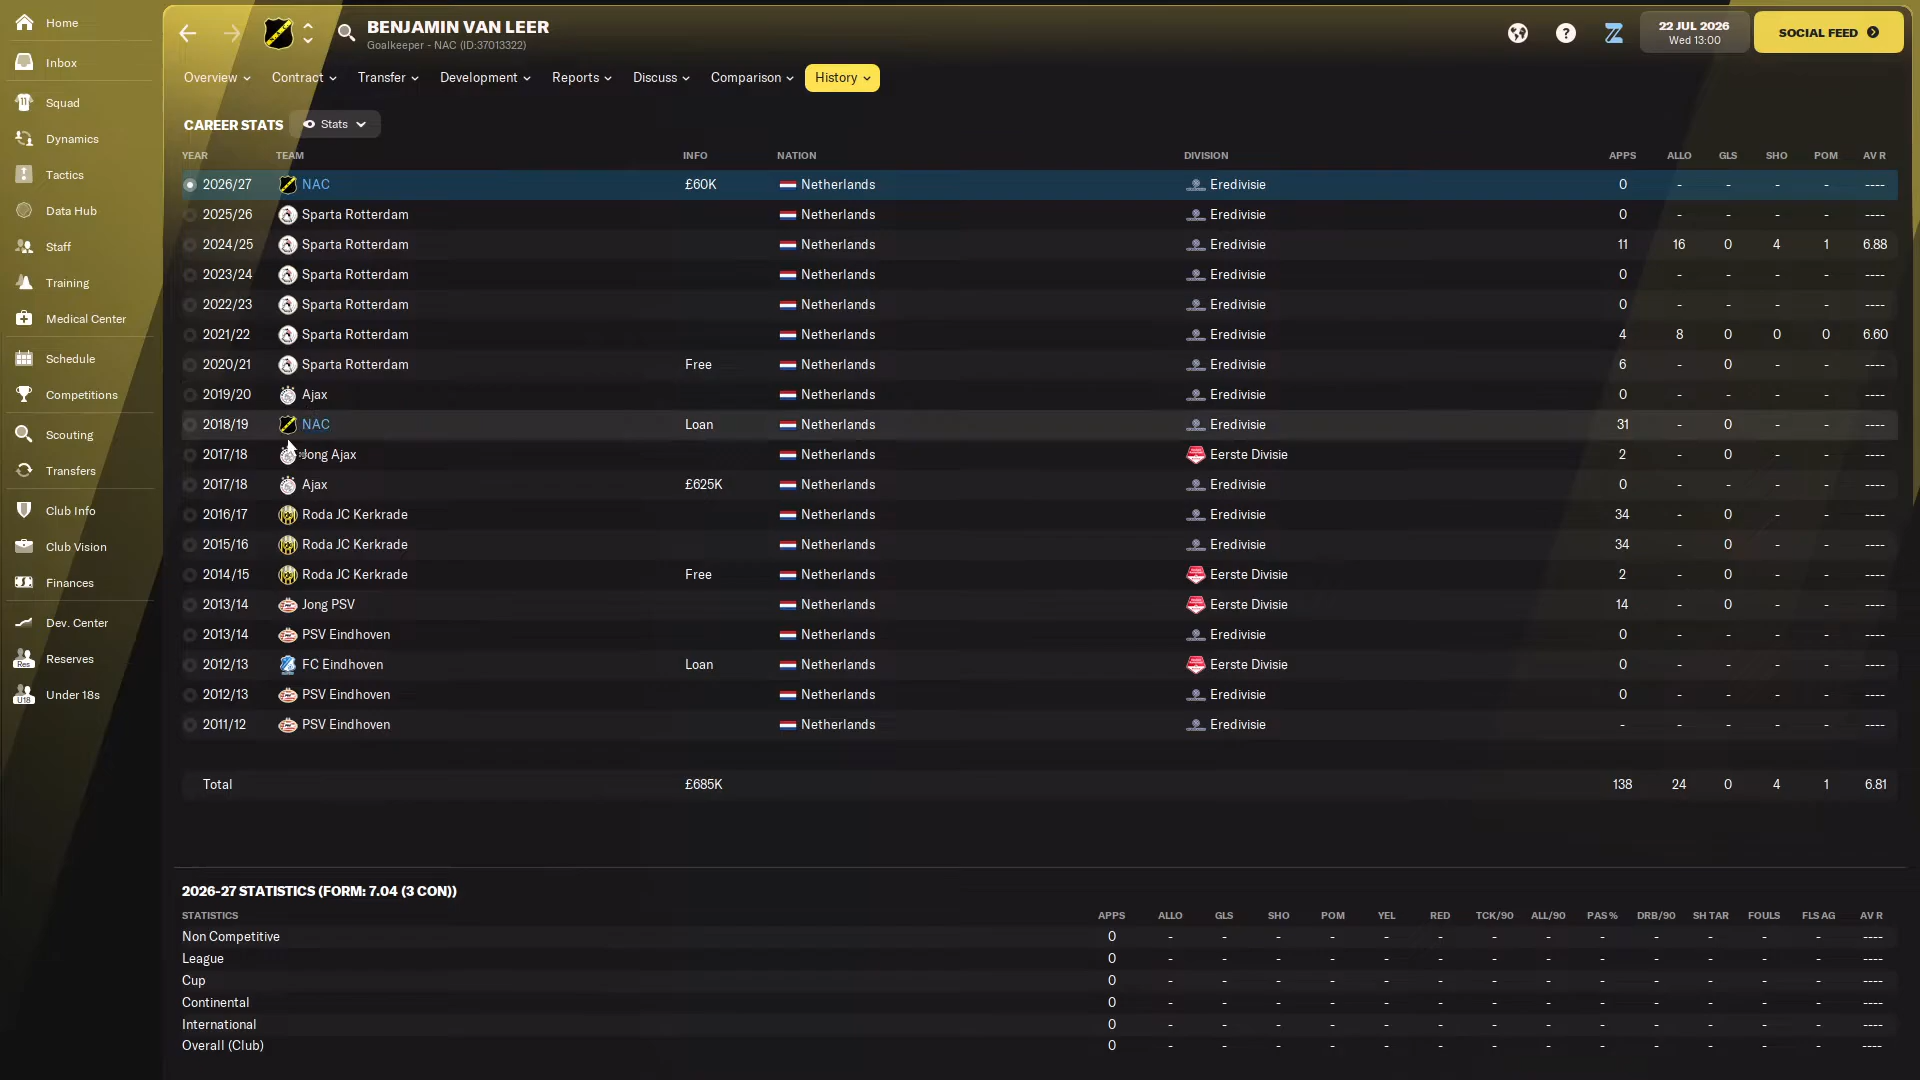 Home
Inbox
Squad
Dynamics
Tactics
Data Hub
Staff
Training
Medical Center
Schedule
Competitions
Scouting
Transfers
Club Info
Club Vision
Finances
Dev. Center
Res
Reserves
U18
Under 18s
BENJAMIN VAN LEER
Goalkeeper - NAC (ID:37013322)
22 JUL 2026
Wed 13:00
SOCIAL FEED
Overview Contract Transfer Development Reports Discuss Comparison History
CAREER STATS Stats
YEAR TEAM INFO NATION DIVISION APPS ALLO GLS SHO POM AV R
2026/27 NAC £60K Netherlands Eredivisie 0 - - - - ----
2025/26 Sparta Rotterdam Netherlands Eredivisie 0 - - - - ----
2024/25 Sparta Rotterdam Netherlands Eredivisie 11 16 0 4 1 6.88
2023/24 Sparta Rotterdam Netherlands Eredivisie 0 - - - - ----
2022/23 Sparta Rotterdam Netherlands Eredivisie 0 - - - - ----
2021/22 Sparta Rotterdam Netherlands Eredivisie 4 8 0 0 0 6.60
2020/21 Sparta Rotterdam Free Netherlands Eredivisie 6 - 0 - - ----
2019/20 Ajax Netherlands Eredivisie 0 - - - - ----
2018/19 NAC Loan Netherlands Eredivisie 31 - 0 - - ----
2017/18 Jong Ajax Netherlands Eerste Divisie 2 - 0 - - ----
2017/18 Ajax £625K Netherlands Eredivisie 0 - - - - ----
2016/17 Roda JC Kerkrade Netherlands Eredivisie 34 - 0 - - ----
2015/16 Roda JC Kerkrade Netherlands Eredivisie 34 - 0 - - ----
2014/15 Roda JC Kerkrade Free Netherlands Eerste Divisie 2 - 0 - - ----
2013/14 Jong PSV Netherlands Eerste Divisie 14 - 0 - - ----
2013/14 PSV Eindhoven Netherlands Eredivisie 0 - - - - ----
2012/13 FC Eindhoven Loan Netherlands Eerste Divisie 0 - - - - ----
2012/13 PSV Eindhoven Netherlands Eredivisie 0 - - - - ----
2011/12 PSV Eindhoven Netherlands Eredivisie - - - - - ----
Total £685K 138 24 0 4 1 6.81
2026-27 STATISTICS (FORM: 7.04 (3 CON))
STATISTICS APPS ALLO GLS SHO POM YEL RED TCK/90 ALL/90 PAS % DRB/90 SH TAR FOULS FLS AG AV R
Non Competitive 0 - - - - - - - - - - - - - ----
League 0 - - - - - - - - - - - - - ----
Cup 0 - - - - - - - - - - - - - ----
Continental 0 - - - - - - - - - - - - - ----
International 0 - - - - - - - - - - - - - ----
Overall (Club) 0 - - - - - - - - - - - - - ----